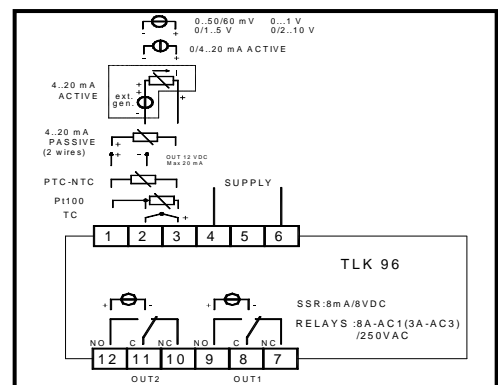 0..50/60 mV 0...1 V
- + 0/1..5 V 0/2..10 V
- + 0/4..20 mA ACTIVE
4..20 mA
ACTIVE
ext.
gen.
+
+
-
+
4..20 mA
PASSIVE
(2 wires)
+
+ -
OUT 12 VDC
Max 20 mA
PTC-NTC
Pt100
TC
- +
SUPPLY
1 2 3 4 5 6
TLK 96
+ - + -
SSR:8mA/8VDC
RELAYS :8A-AC1(3A-AC3)
/250VAC
NO C NC NO C NC
12 11 10 9 8 7
OUT2 OUT1